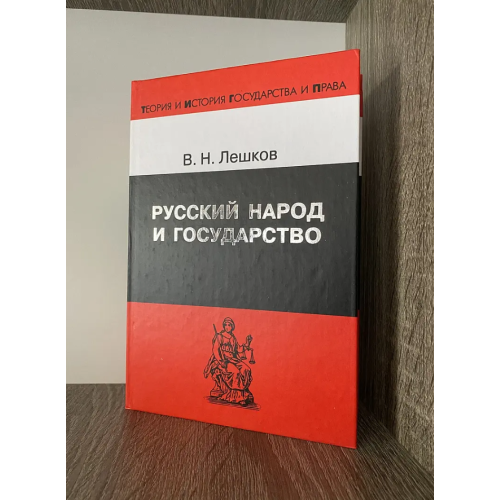 Теория и История Государства и Права
В. Н. Лешков
РУССКИЙ НАРОД
И ГОСУДАРСТВО